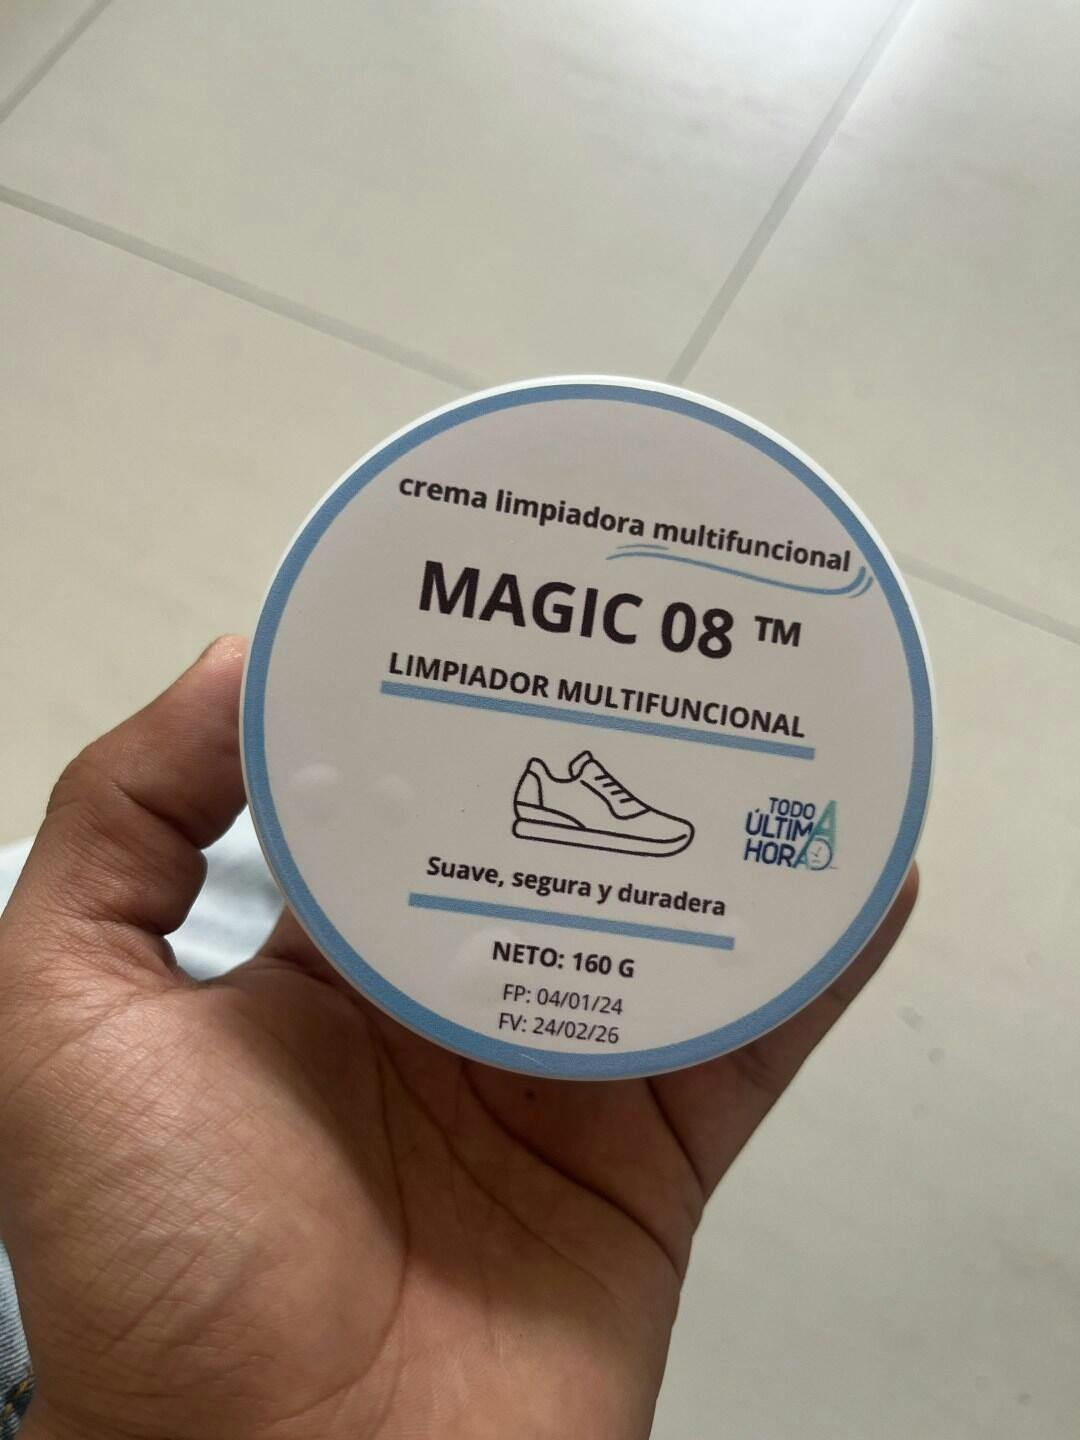 crema limpiadora multifuncional
MAGIC 08 ™
LIMPIADOR MULTIFUNCIONAL
TODO
ÚLTIMA
HORA
Suave, segura y duradera
NETO: 160 G
FP: 04/01/24
FV: 24/02/26